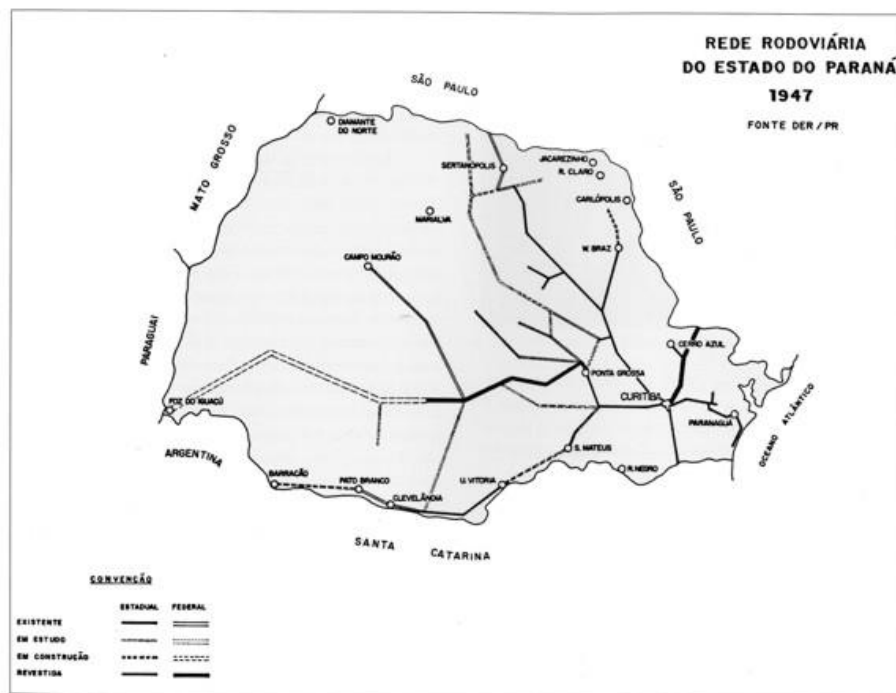 REDE RODOVIÁRIA
DO ESTADO DO PARANÁ
1947
FONTE DER/PR
SÃO PAULO
DIAMANTE
DO NORTE
MATO GROSSO
SERTANÓPOLIS
JACAREZINHO
R. CLARO
CARLÓPOLIS
SÃO PAULO
MARIALVA
W. BRAZ
CAMPO MOURÃO
PARAGUAI
CERRO AZUL
PONTA GROSSA
FOZ DO IGUAÇÚ
CURITIBA
PARANAGUÁ
OCEANO ATLÂNTICO
ARGENTINA
S. MATEUS
R. NEGRO
BARRACÃO
PATO BRANCO
U. VITORIA
CLEVELÂNDIA
SANTA CATARINA
CONVENÇÃO
ESTADUAL FEDERAL
EXISTENTE
EM ESTUDO
EM CONSTRUÇÃO
REVESTIDA